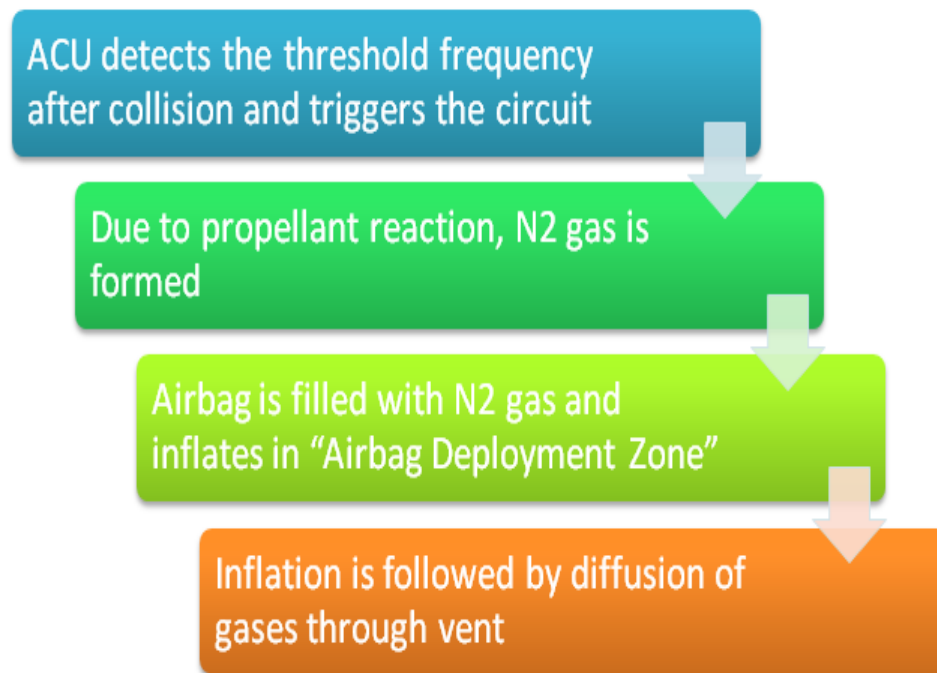 ACU detects the threshold frequency
after collision and triggers the circuit
Due to propellant reaction, N2 gas is
formed
Airbag is filled with N2 gas and
inflates in “Airbag Deployment Zone”
Inflation is followed by diffusion of
gases through vent